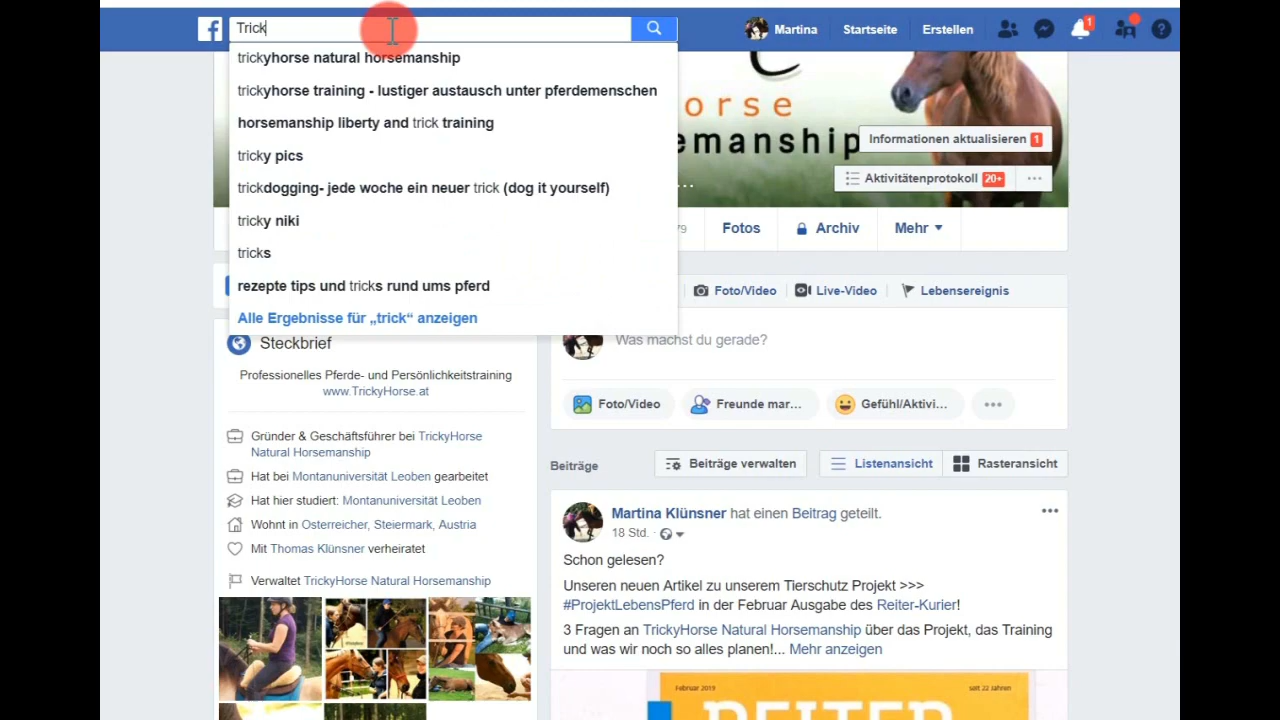 Trick
Martina
Startseite
Erstellen
1
trickyhorse natural horsemanship
trickyhorse training - lustiger austausch unter pferdemenschen
horsemanship liberty and trick training
tricky pics
trickdogging- jede woche ein neuer trick (dog it yourself)
tricky niki
tricks
rezepte tips und tricks rund ums pferd
Alle Ergebnisse für „trick“ anzeigen
orse
emanship
Informationen aktualisieren 1
Aktivitätenprotokoll 20+
79
Fotos
Archiv
Mehr
Foto/Video
Live-Video
Lebensereignis
Steckbrief
Professionelles Pferde- und Persönlichkeitstraining
www.TrickyHorse.at
Gründer & Geschäftsführer bei TrickyHorse
Natural Horsemanship
Hat bei Montanuniversität Leoben gearbeitet
Hat hier studiert: Montanuniversität Leoben
Wohnt in Osterreicher, Steiermark, Austria
Mit Thomas Klünsner verheiratet
Verwaltet TrickyHorse Natural Horsemanship
Was machst du gerade?
Foto/Video
Freunde mar...
Gefühl/Aktivi...
Beiträge
Beiträge verwalten
Listenansicht
Rasteransicht
Martina Klünsner hat einen Beitrag geteilt.
18 Std. ·
Schon gelesen?
Unseren neuen Artikel zu unserem Tierschutz Projekt >>>
#ProjektLebensPferd in der Februar Ausgabe des Reiter-Kurier!
3 Fragen an TrickyHorse Natural Horsemanship über das Projekt, das Training
und was wir noch so alles planen!... Mehr anzeigen
Februar 2019
seit 22 Jahren
REITER